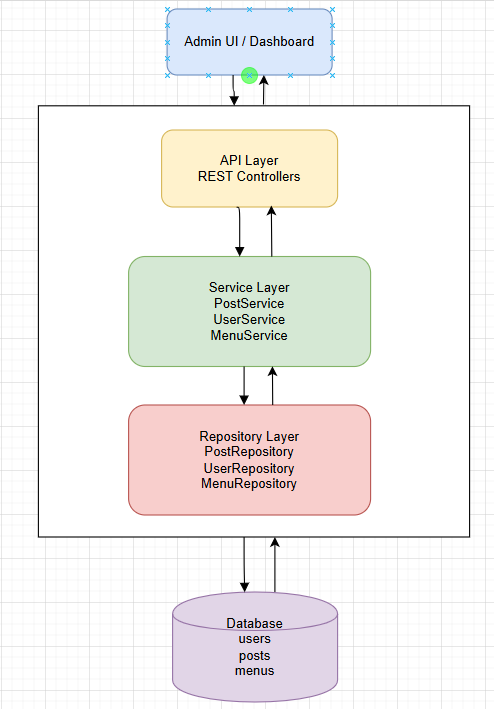 Admin UI / Dashboard
API Layer
REST Controllers
Service Layer
PostService
UserService
MenuService
Repository Layer
PostRepository
UserRepository
MenuRepository
Database
users
posts
menus